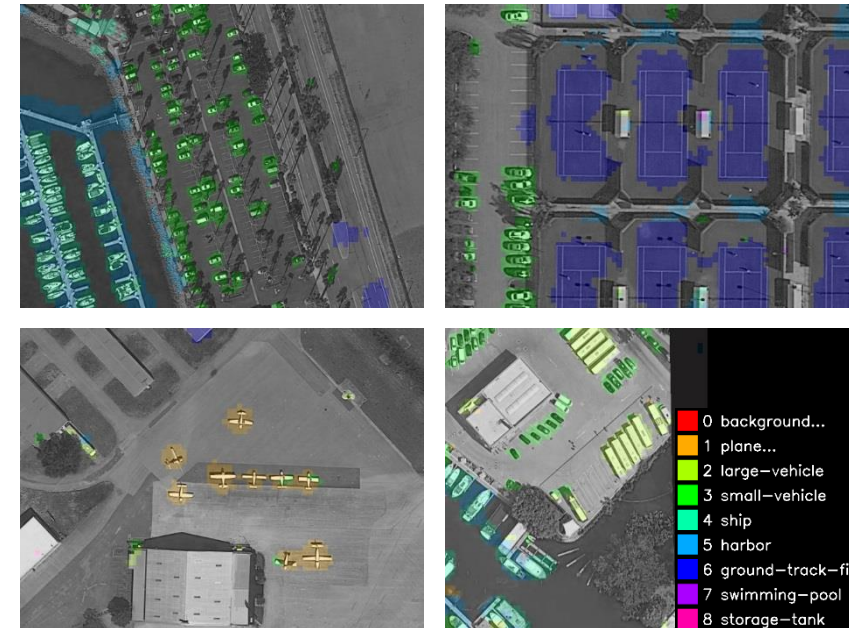 0 background...
1 plane...
2 large-vehicle
3 small-vehicle
4 ship
5 harbor
6 ground-track-fi
7 swimming-pool
8 storage-tank